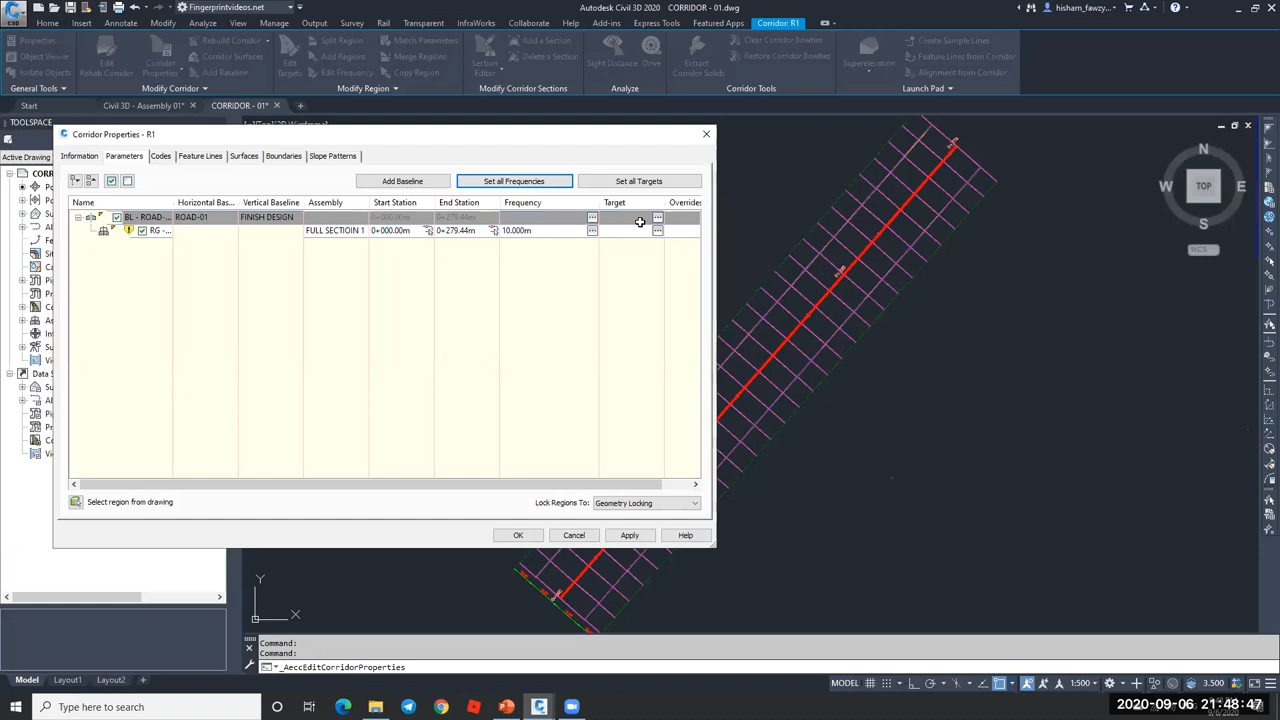 Fingerprintvideos.net
Autodesk Civil 3D 2020 CORRIDOR - 01.dwg
hisham_fawzy...
Home Insert Annotate Modify Analyze View Manage Output Survey Rail Transparent InfraWorks Collaborate Help Add-ins Express Tools Featured Apps Corridor: R1
Properties
Object Viewer
Isolate Objects
General Tools
Edit Rehab Corridor
Corridor Properties
Rebuild Corridor
Corridor Surfaces
Add Baseline
Modify Corridor
Edit Targets
Split Region
Add Regions
Edit Frequency
Match Parameters
Merge Regions
Copy Region
Modify Region
Section Editor
Add a Section
Delete a Section
Modify Corridor Sections
Sight Distance
Drive
Analyze
Extract Corridor Solids
Clear Corridor Bowties
Restore Corridor Bowties
Corridor Tools
Superelevation
Create Sample Lines
Feature Lines from Corridor
Alignment from Corridor
Launch Pad
Start Civil 3D - Assembly 01* CORRIDOR - 01*
TOOLSPACE
Active Drawing
Corridor Properties - R1
Information Parameters Codes Feature Lines Surfaces Boundaries Slope Patterns
Add Baseline Set all Frequencies Set all Targets
Name Horizontal Bas... Vertical Baseline Assembly Start Station End Station Frequency Target Overrides
BL - ROAD-... ROAD-01 FINISH DESIGN 0+000.00m 0+279.44m
RG -... FULL SECTIOIN 1 0+000.00m 0+279.44m 10.000m
Select region from drawing
Lock Regions To: Geometry Locking
OK Cancel Apply Help
N
W TOP E
S
WCS
Y
X
Command:
Command:
_AeccEditCorridorProperties
Model Layout1 Layout2
MODEL 1:500 3.500
Type here to search
2020-09-06 21:48:47